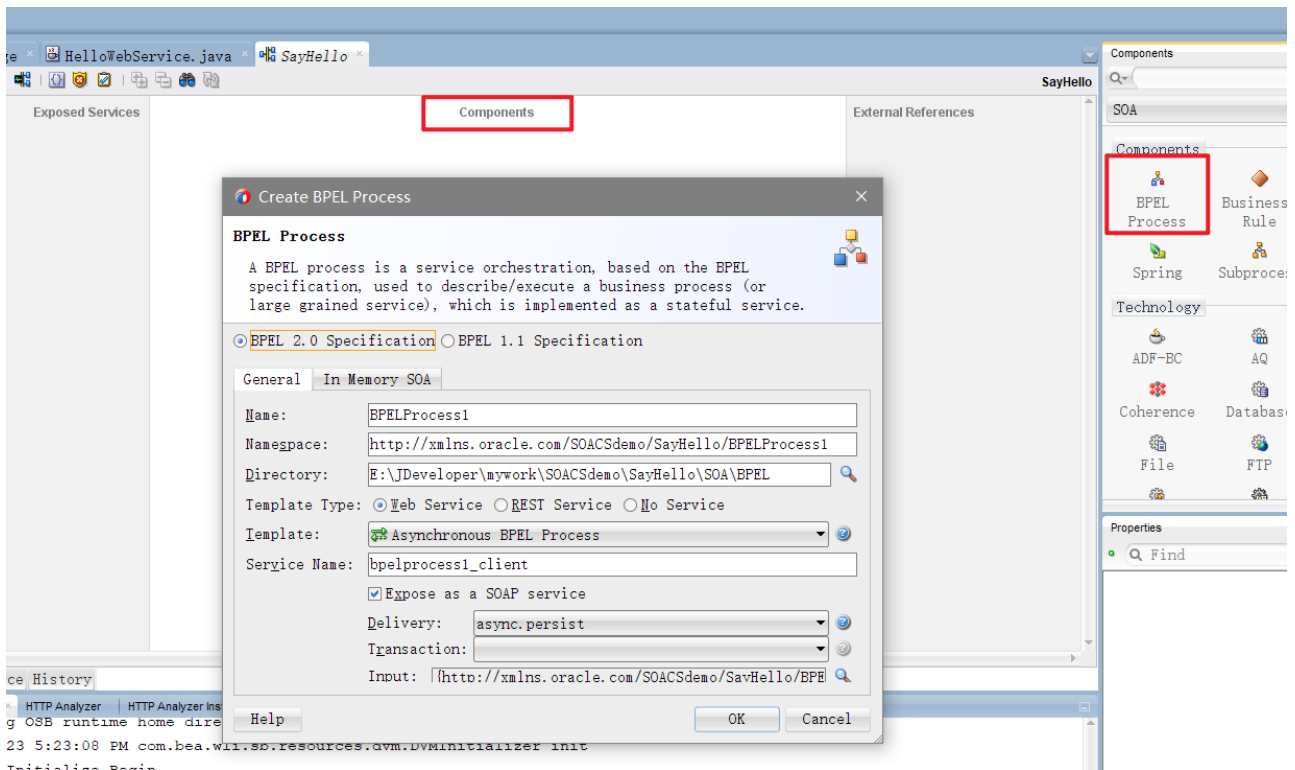 HelloWebService.java
SayHello
Components
SayHello
Exposed Services
Components
External References
SOA
Components
BPEL Process
Business Rule
Spring
Technology
ADF-BC
AQ
Coherence
File
FTP
Properties
Find
Create BPEL Process
BPEL Process
A BPEL process is a service orchestration, based on the BPEL
specification, used to describe/execute a business process (or
large grained service), which is implemented as a stateful service.
BPEL 2.0 Specification
BPEL 1.1 Specification
General
In Memory SOA
Name:
BPELProcess1
Namespace:
http://xmlns.oracle.com/SOACSdemo/SayHello/BPELProcess1
Directory:
E:\JDeveloper\mywork\SOACSdemo\SayHello\SOA\BPEL
Template Type:
Web Service
REST Service
No Service
Template:
Asynchronous BPEL Process
Service Name:
bpelprocess1_client
Expose as a SOAP service
Delivery:
async.persist
Transaction:
Input:
{http://xmlns.oracle.com/SOACSdemo/SayHello/BPE
Help
OK
Cancel
History
HTTP Analyzer
HTTP Analyzer Ins
g OSB runtime home dire
23 5:23:08 PM com.bea.wli.sb.resources.dvm.DVMInitializer init
Initialize Begin